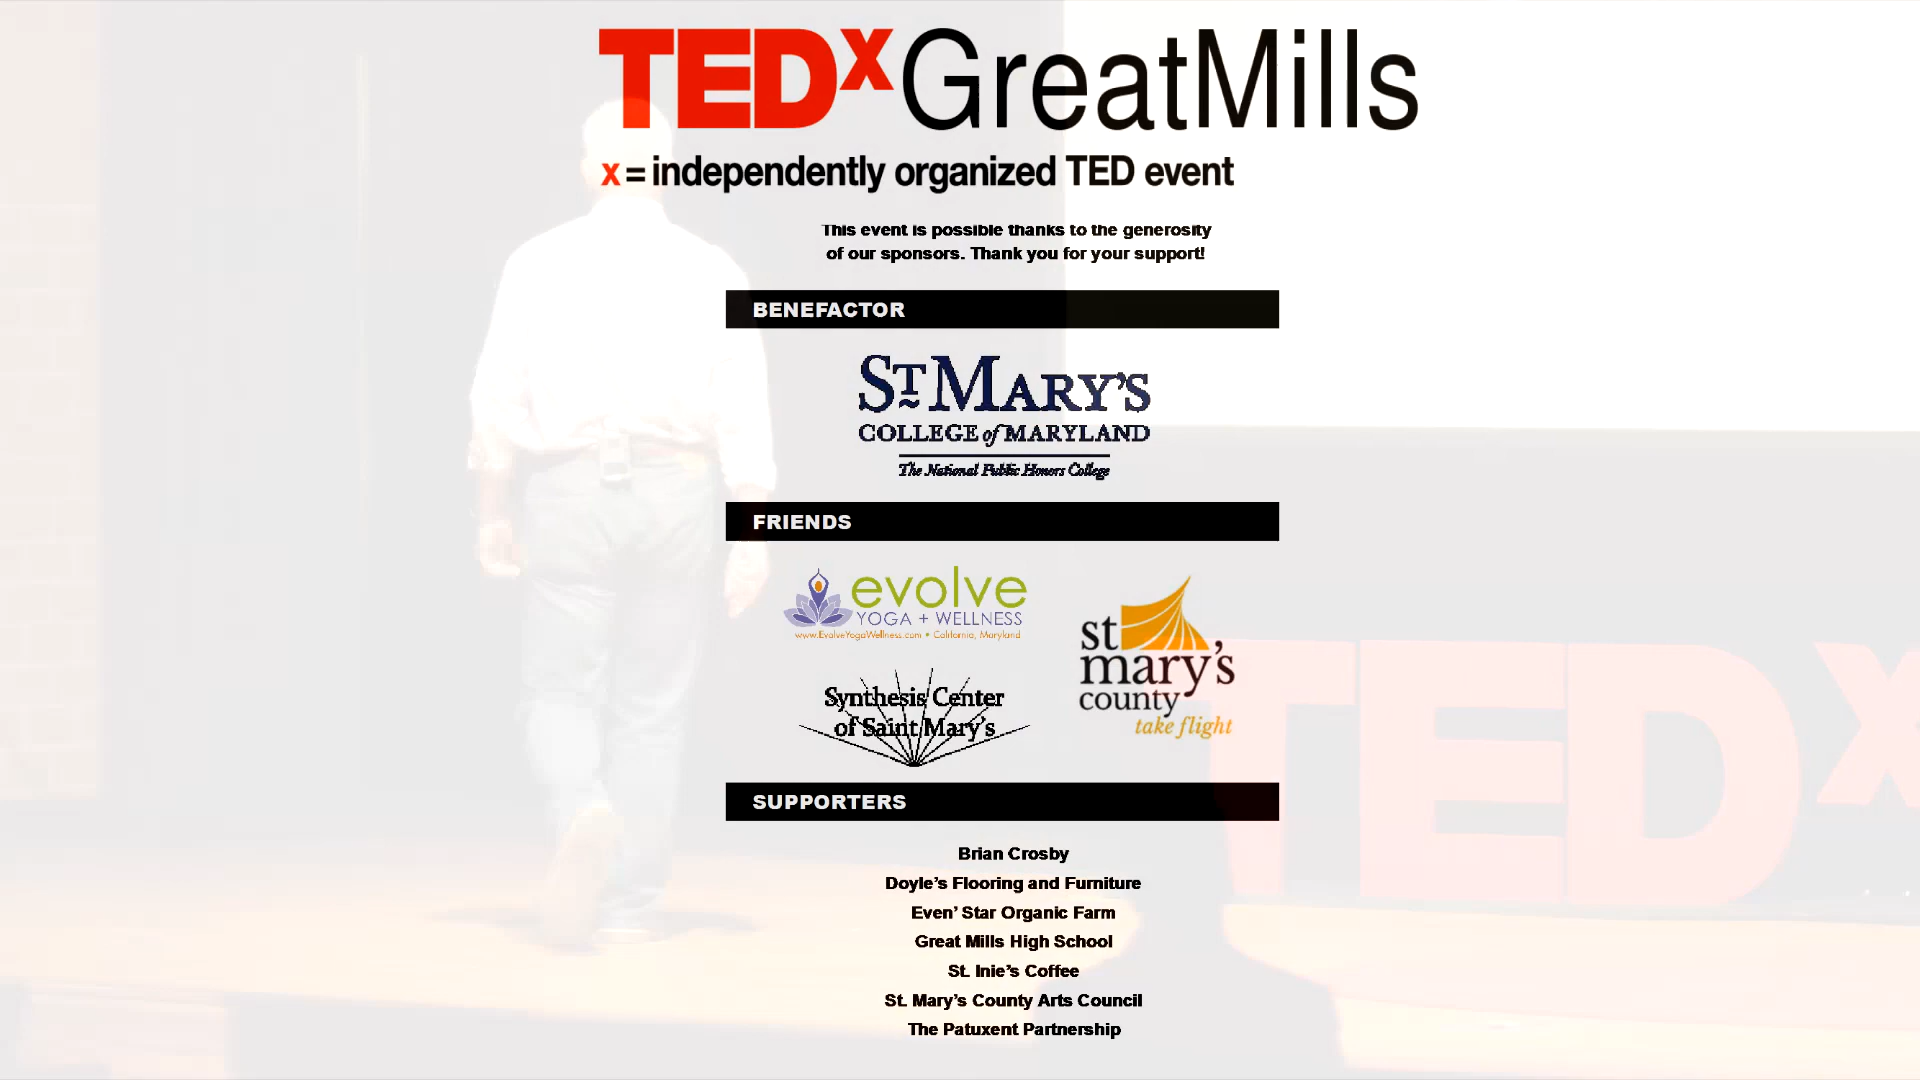 TEDxGreatMills
x = independently organized TED event
This event is possible thanks to the generosity
of our sponsors. Thank you for your support!
BENEFACTOR
ST MARY'S
COLLEGE of MARYLAND
The National Public Honors College
FRIENDS
evolve
YOGA + WELLNESS
www.EvolveYogaWellness.com • California, Maryland
Synthesis Center
of Saint Mary's
st
mary's
county
take flight
TEDx
SUPPORTERS
Brian Crosby
Doyle's Flooring and Furniture
Even' Star Organic Farm
Great Mills High School
St. Inie's Coffee
St. Mary's County Arts Council
The Patuxent Partnership